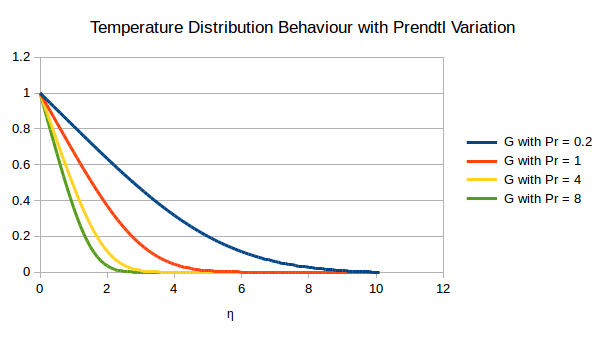 Temperature Distribution Behaviour with Prendtl Variation
1.2
1
0.8
0.6
0.4
0.2
0
0 2 4 6 8 10 12
η
G with Pr = 0.2
G with Pr = 1
G with Pr = 4
G with Pr = 8